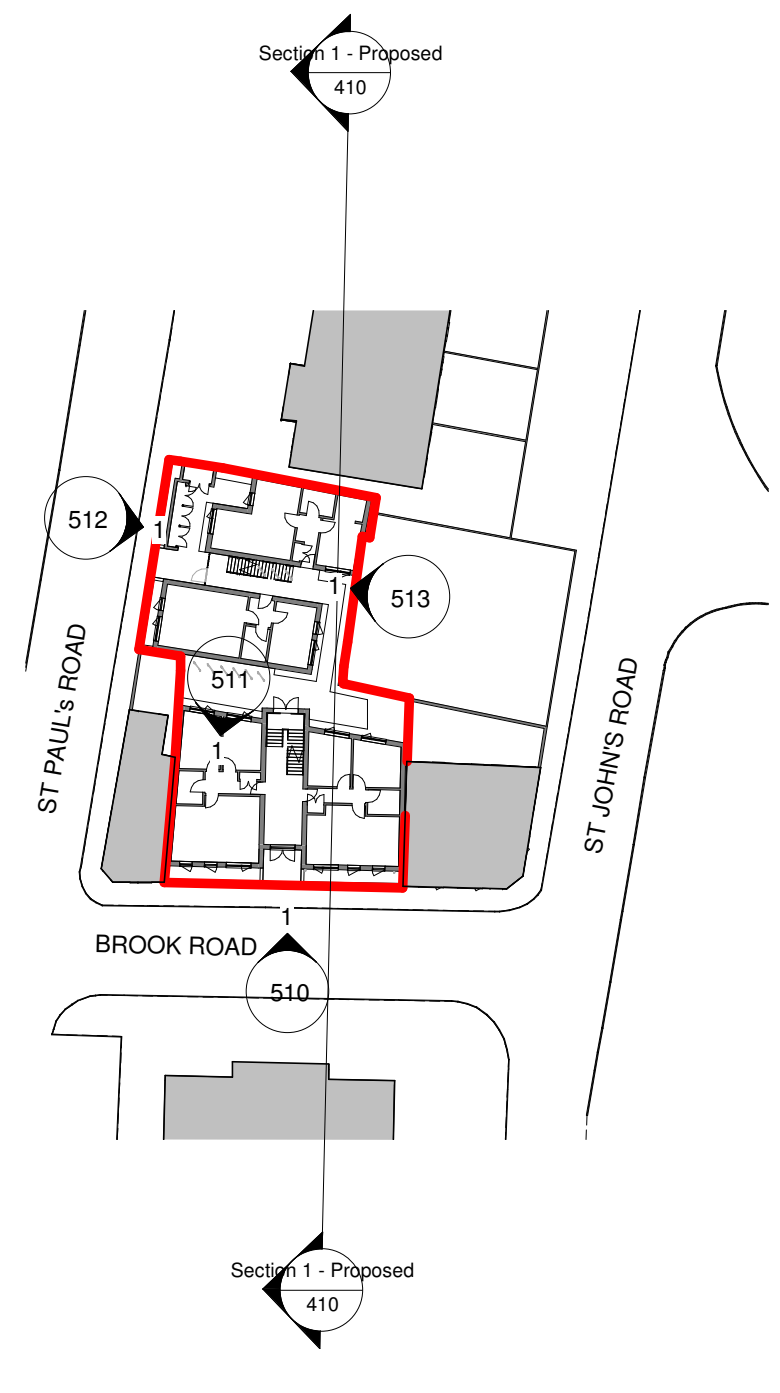 Section 1 - Proposed
410
512
1
1
513
511
1
ST PAUL's ROAD
ST JOHN'S ROAD
1
BROOK ROAD
510
Section 1 - Proposed
410